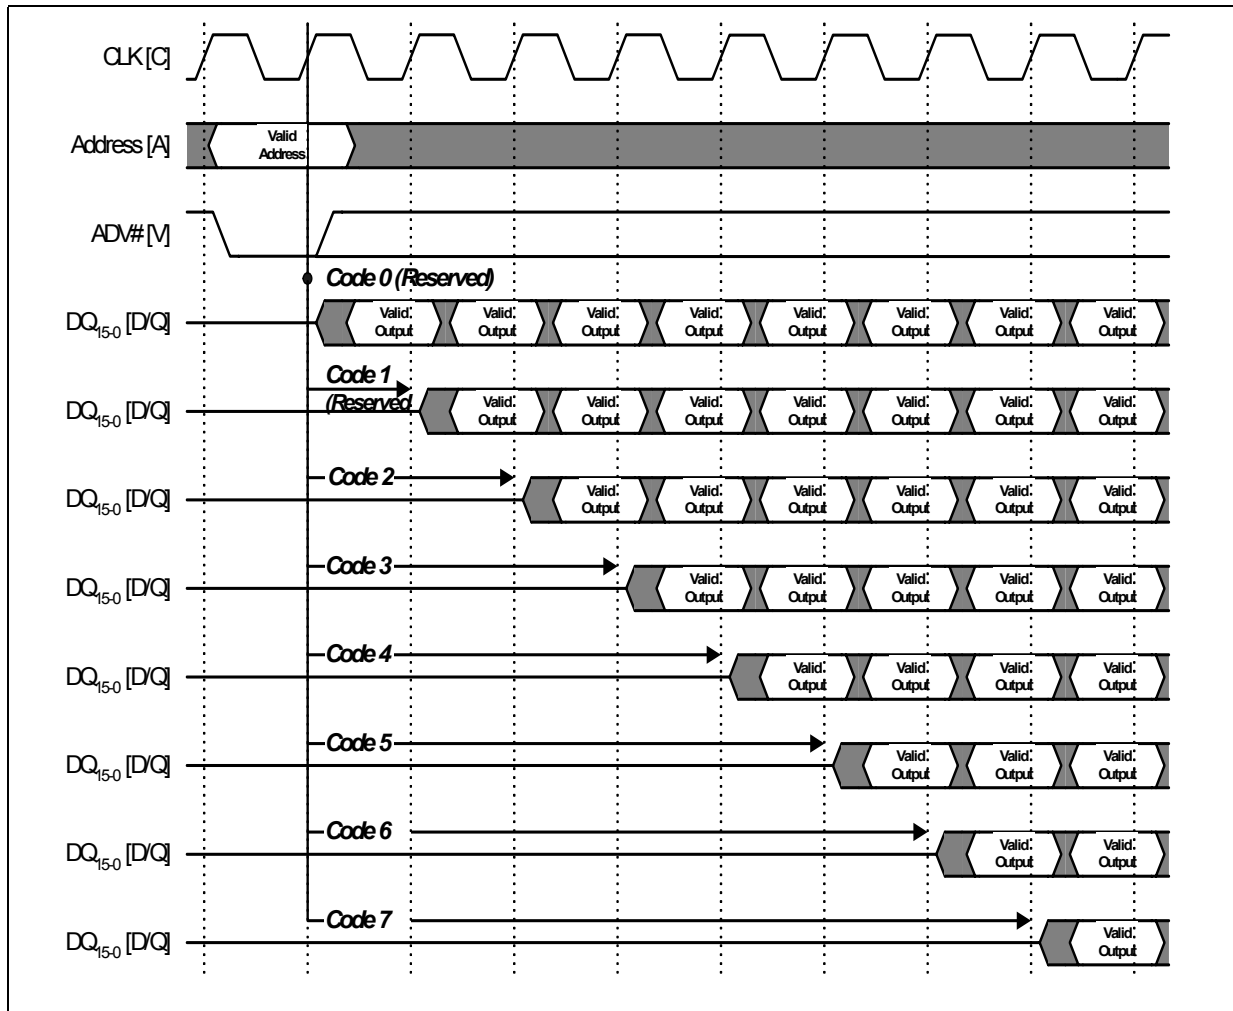 CLK [C]
Address [A]
Valid
Address
ADV# [V]
Code 0 (Reserved)
DQ15-0 [D/Q]
Valid Valid Valid Valid Valid Valid Valid Valid
Output Output Output Output Output Output Output Output
Code 1
(Reserved
DQ15-0 [D/Q]
Valid Valid Valid Valid Valid Valid Valid
Output Output Output Output Output Output Output
Code 2
DQ15-0 [D/Q]
Valid Valid Valid Valid Valid Valid
Output Output Output Output Output Output
Code 3
DQ15-0 [D/Q]
Valid Valid Valid Valid Valid
Output Output Output Output Output
Code 4
DQ15-0 [D/Q]
Valid Valid Valid Valid
Output Output Output Output
Code 5
DQ15-0 [D/Q]
Valid Valid Valid
Output Output Output
Code 6
DQ15-0 [D/Q]
Valid Valid
Output Output
Code 7
DQ15-0 [D/Q]
Valid
Output